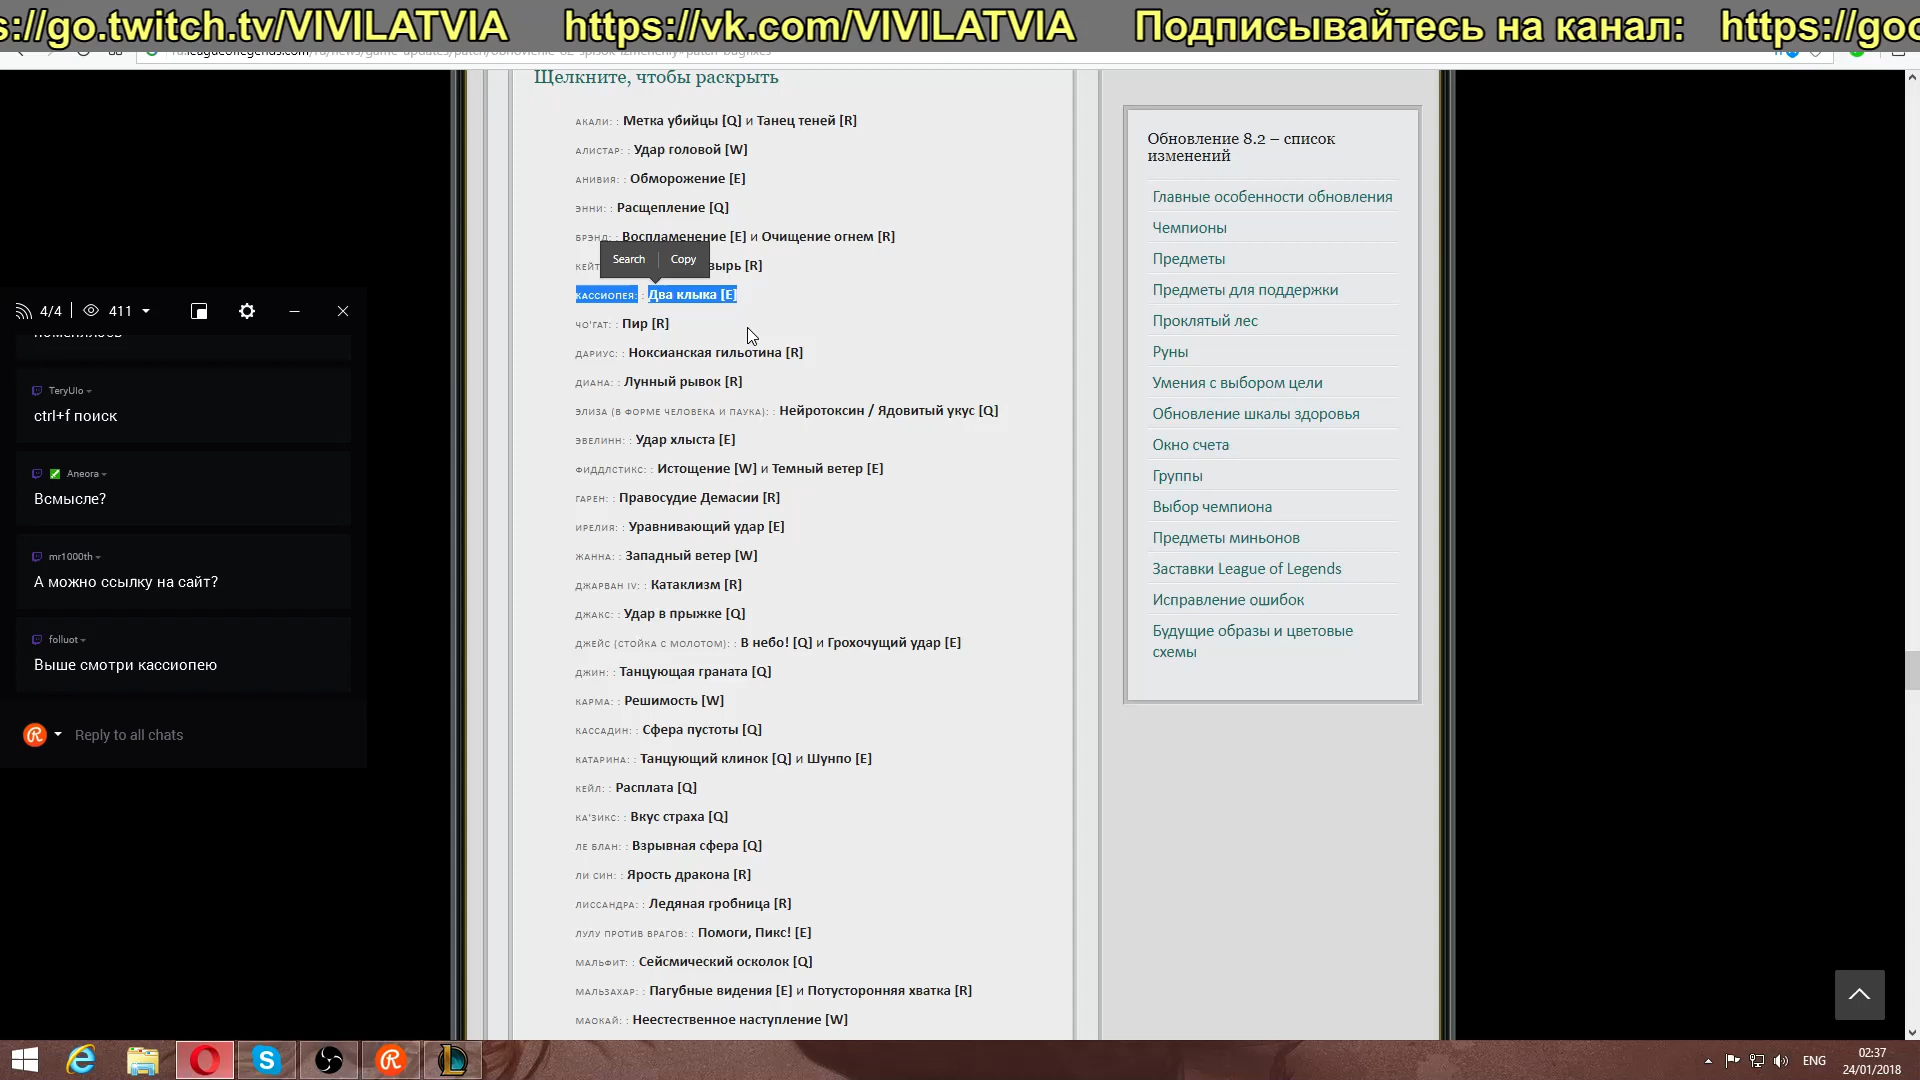 s://go.twitch.tv/VIVILATVIA https://vk.com/VIVILATVIA Подписывайтесь на канал: https://goo
Щелкните, чтобы раскрыть
АКАЛИ: : Метка убийцы [Q] и Танец теней [R]
АЛИСТАР: : Удар головой [W]
АНИВИЯ: : Обморожение [E]
ЭННИ: : Расщепление [Q]
БРЭНД: : Воспламенение [E] и Очищение огнем [R]
Search Copy
КЕЙТ зырь [R]
КАССИОПЕЯ: : Два клыка [E]
ЧО'ГАТ: : Пир [R]
ДАРИУС: : Ноксианская гильотина [R]
ДИАНА: : Лунный рывок [R]
ЭЛИЗА (В ФОРМЕ ЧЕЛОВЕКА И ПАУКА): : Нейротоксин / Ядовитый укус [Q]
ЭВЕЛИНН: : Удар хлыста [E]
ФИДДЛСТИКС: : Истощение [W] и Темный ветер [E]
ГАРЕН: : Правосудие Демасии [R]
ИРЕЛИЯ: : Уравнивающий удар [E]
ЖАННА: : Западный ветер [W]
ДЖАРВАН IV: : Катаклизм [R]
ДЖАКС: : Удар в прыжке [Q]
ДЖЕЙС (СТОЙКА С МОЛОТОМ): : В небо! [Q] и Грохочущий удар [E]
ДЖИН: : Танцующая граната [Q]
КАРМА: : Решимость [W]
КАССАДИН: : Сфера пустоты [Q]
КАТАРИНА: : Танцующий клинок [Q] и Шунпо [E]
КЕЙЛ: : Расплата [Q]
КА'ЗИКС: : Вкус страха [Q]
ЛЕ БЛАН: : Взрывная сфера [Q]
ЛИ СИН: : Ярость дракона [R]
ЛИССАНДРА: : Ледяная гробница [R]
ЛУЛУ ПРОТИВ ВРАГОВ: : Помоги, Пикс! [E]
МАЛЬФИТ: : Сейсмический осколок [Q]
МАЛЬЗАХАР: : Пагубные видения [E] и Потусторонняя хватка [R]
МАОКАЙ: : Неестественное наступление [W]
Обновление 8.2 – список
изменений
Главные особенности обновления
Чемпионы
Предметы
Предметы для поддержки
Проклятый лес
Руны
Умения с выбором цели
Обновление шкалы здоровья
Окно счета
Группы
Выбор чемпиона
Предметы миньонов
Заставки League of Legends
Исправление ошибок
Будущие образы и цветовые
схемы
4/4 411
TeryUlo
ctrl+f поиск
Aneora
Всмысле?
mr1000th
А можно ссылку на сайт?
folluot
Выше смотри кассиопею
Reply to all chats
ENG
02:37
24/01/2018